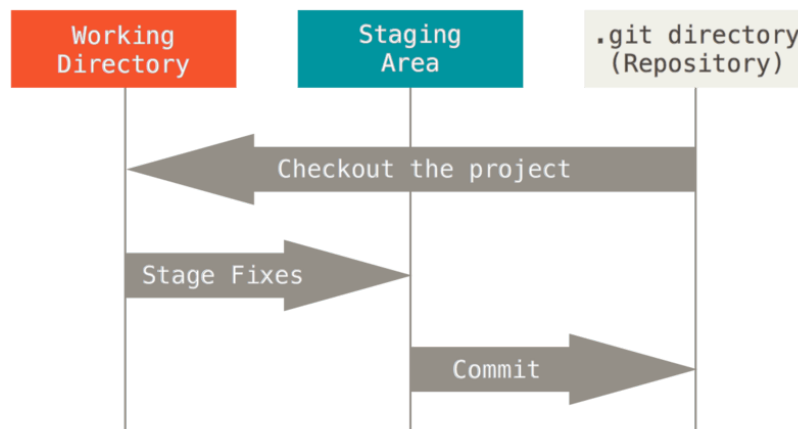 Working
Directory
Staging
Area
.git directory
(Repository)
Checkout the project
Stage Fixes
Commit